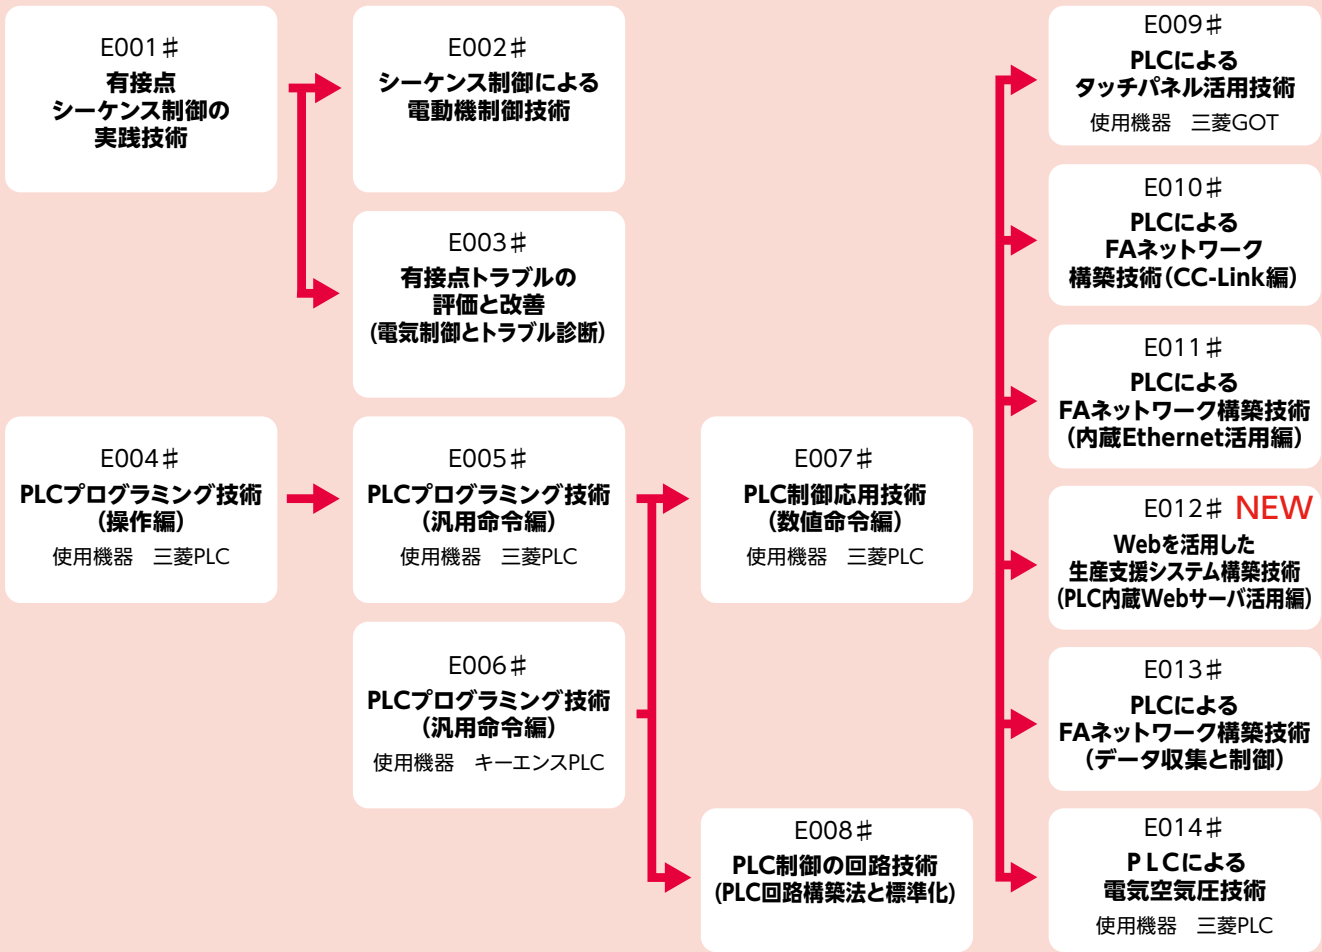 E001♯
有接点
シーケンス制御の
実践技術
E002♯
シーケンス制御による
電動機制御技術
E003♯
有接点トラブルの
評価と改善
(電気制御とトラブル診断)
E004♯
PLCプログラミング技術
(操作編)
使用機器　三菱PLC
E005♯
PLCプログラミング技術
(汎用命令編)
使用機器　三菱PLC
E006♯
PLCプログラミング技術
(汎用命令編)
使用機器　キーエンスPLC
E007♯
PLC制御応用技術
(数値命令編)
使用機器　三菱PLC
E008♯
PLC制御の回路技術
(PLC回路構築法と標準化)
E009♯
PLCによる
タッチパネル活用技術
使用機器　三菱GOT
E010♯
PLCによる
FAネットワーク
構築技術(CC-Link編)
E011♯
PLCによる
FAネットワーク構築技術
(内蔵Ethernet活用編)
E012♯ NEW
Webを活用した
生産支援システム構築技術
(PLC内蔵Webサーバ活用編)
E013♯
PLCによる
FAネットワーク構築技術
(データ収集と制御)
E014♯
PLCによる
電気空気圧技術
使用機器　三菱PLC